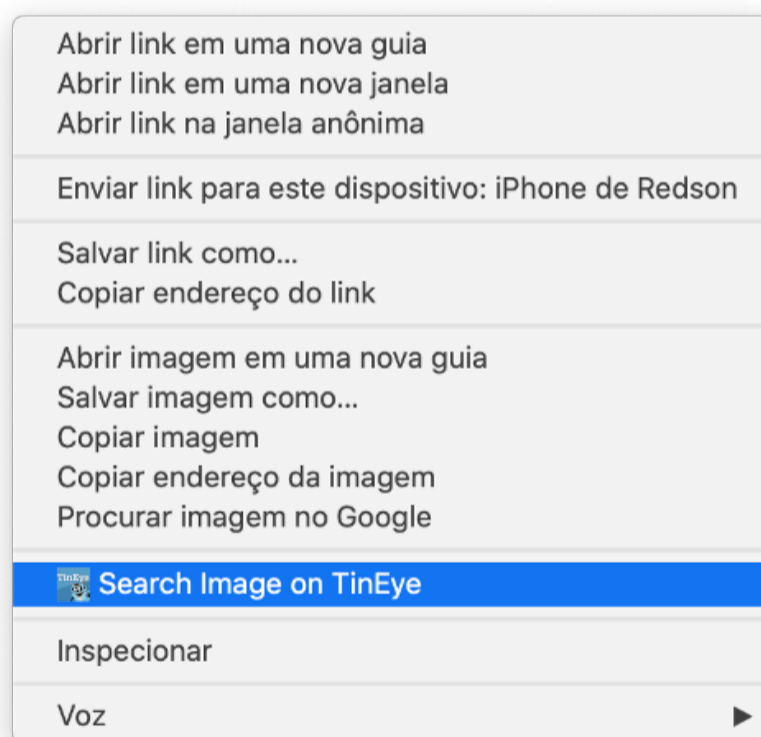 Abrir link em uma nova guia
Abrir link em uma nova janela
Abrir link na janela anônima
Enviar link para este dispositivo: iPhone de Redson
Salvar link como...
Copiar endereço do link
Abrir imagem em uma nova guia
Salvar imagem como...
Copiar imagem
Copiar endereço da imagem
Procurar imagem no Google
TinEye Search Image on TinEye
Inspecionar
Voz